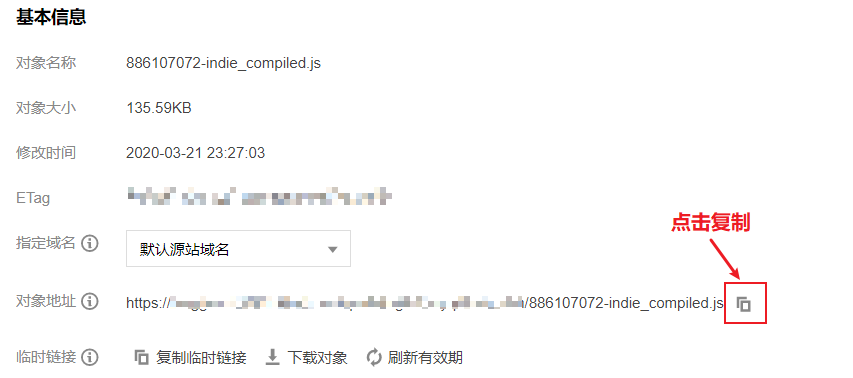 基本信息
对象名称 886107072-indie_compiled.js
对象大小 135.59KB
修改时间 2020-03-21 23:27:03
ETag
点击复制
指定域名 默认源站域名
对象地址 https:// /886107072-indie_compiled.js
临时链接 复制临时链接 下载对象 刷新有效期